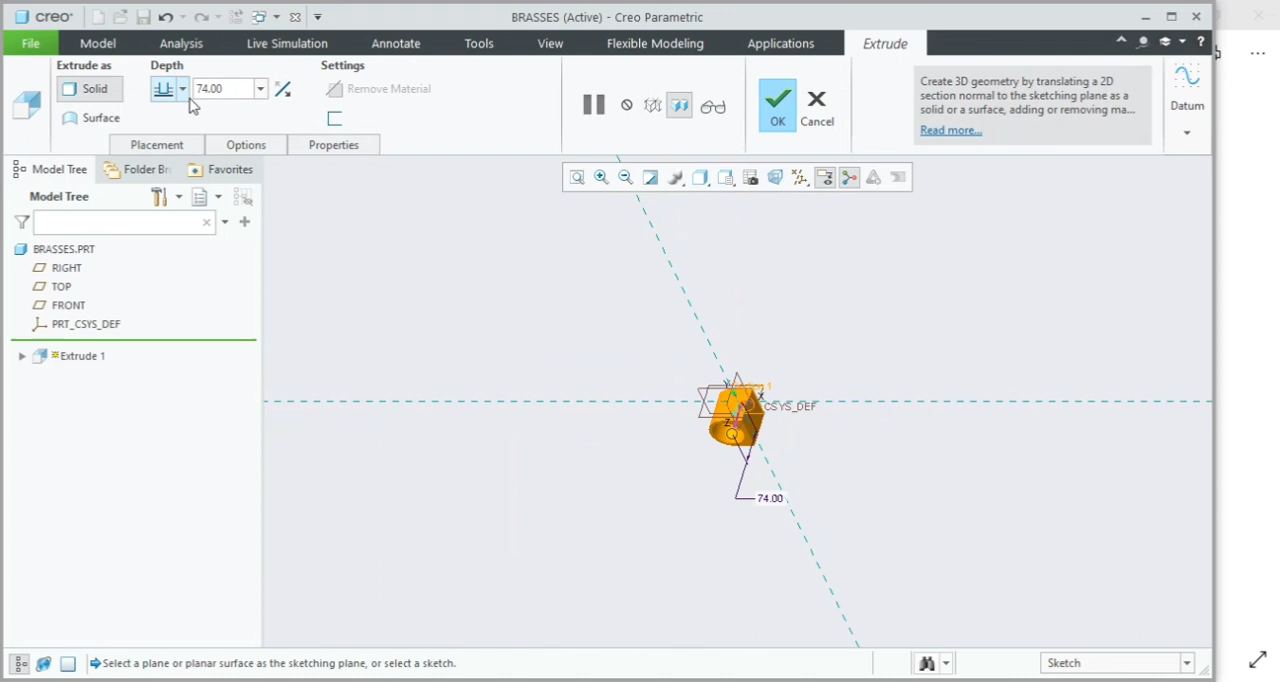 creo BRASSES (Active) - Creo Parametric
File Model Analysis Live Simulation Annotate Tools View Flexible Modeling Applications Extrude
Extrude as Depth Settings
Solid 74.00 Remove Material
Surface
OK Cancel
Create 3D geometry by translating a 2D
section normal to the sketching plane as a
solid or a surface, adding or removing ma...
Read more...
Datum
Placement Options Properties
Model Tree Folder Br Favorites
Model Tree
BRASSES.PRT
RIGHT
TOP
FRONT
PRT_CSYS_DEF
Extrude 1
X
CSYS_DEF
Z
74.00
Select a plane or planar surface as the sketching plane, or select a sketch.
Sketch